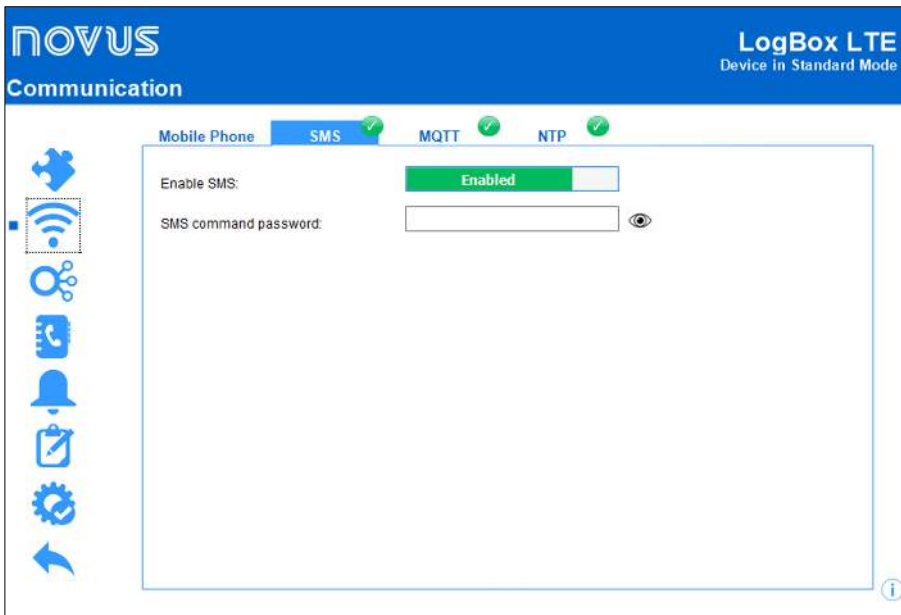 NOVUS
LogBox LTE
Device in Standard Mode
Communication
Mobile Phone SMS MQTT NTP
Enable SMS: Enabled
SMS command password: